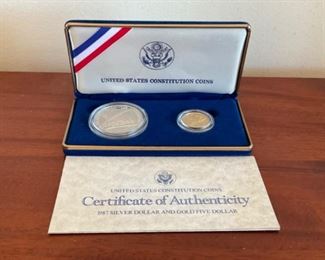 UNITED STATES CONSTITUTION COINS
UNITED STATES CONSTITUTION COINS
Certificate of Authenticity
1987 SILVER DOLLAR AND GOLD FIVE DOLLAR